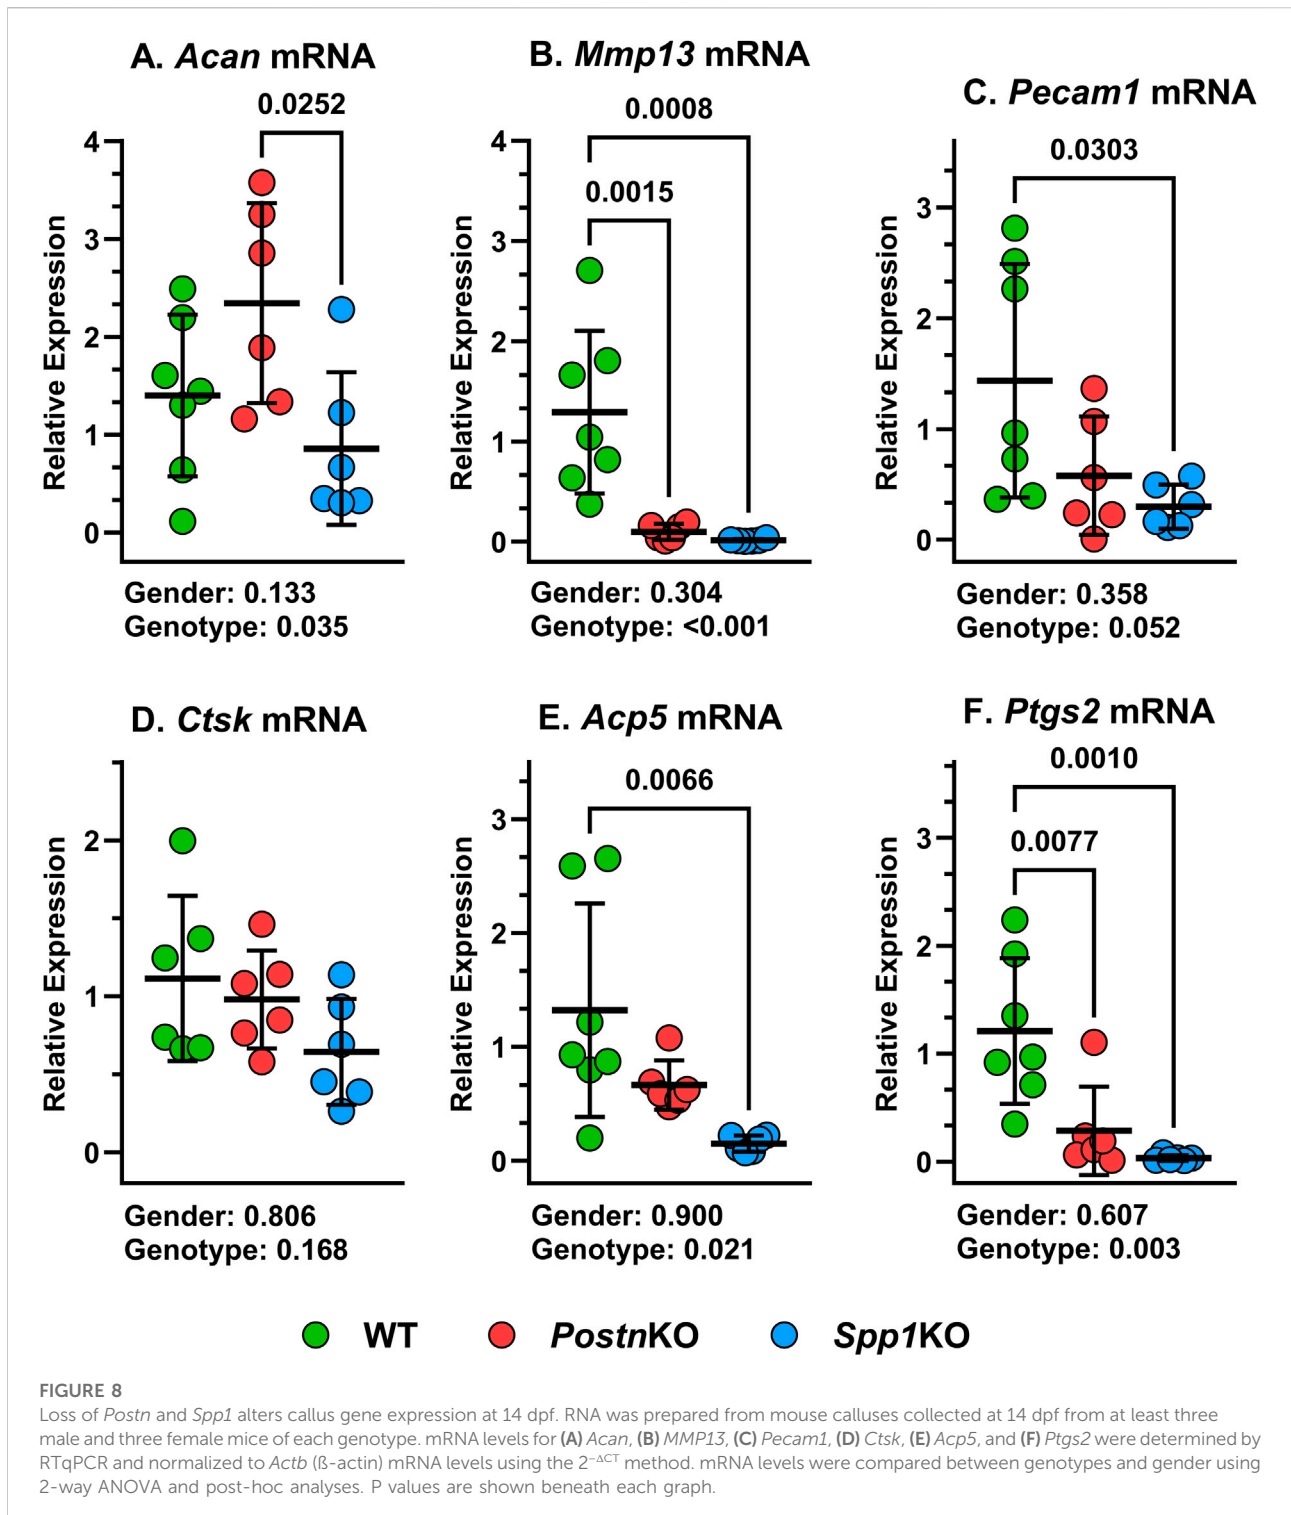 A. Acan mRNA
0.0252
4
3
2
1
0
Relative Expression
Gender: 0.133
Genotype: 0.035
B. Mmp13 mRNA
0.0008
0.0015
4
3
2
1
0
Relative Expression
Gender: 0.304
Genotype: <0.001
C. Pecam1 mRNA
0.0303
3
2
1
0
Relative Expression
Gender: 0.358
Genotype: 0.052
D. Ctsk mRNA
2
1
0
Relative Expression
Gender: 0.806
Genotype: 0.168
E. Acp5 mRNA
0.0066
3
2
1
0
Relative Expression
Gender: 0.900
Genotype: 0.021
F. Ptgs2 mRNA
0.0010
0.0077
3
2
1
0
Relative Expression
Gender: 0.607
Genotype: 0.003
WT PostnKO Spp1KO
FIGURE 8
Loss of Postn and Spp1 alters callus gene expression at 14 dpf. RNA was prepared from mouse calluses collected at 14 dpf from at least three
male and three female mice of each genotype. mRNA levels for (A) Acan, (B) MMP13, (C) Pecam1, (D) Ctsk, (E) Acp5, and (F) Ptgs2 were determined by
RTqPCR and normalized to Actb (ß-actin) mRNA levels using the 2−ΔCT method. mRNA levels were compared between genotypes and gender using
2-way ANOVA and post-hoc analyses. P values are shown beneath each graph.